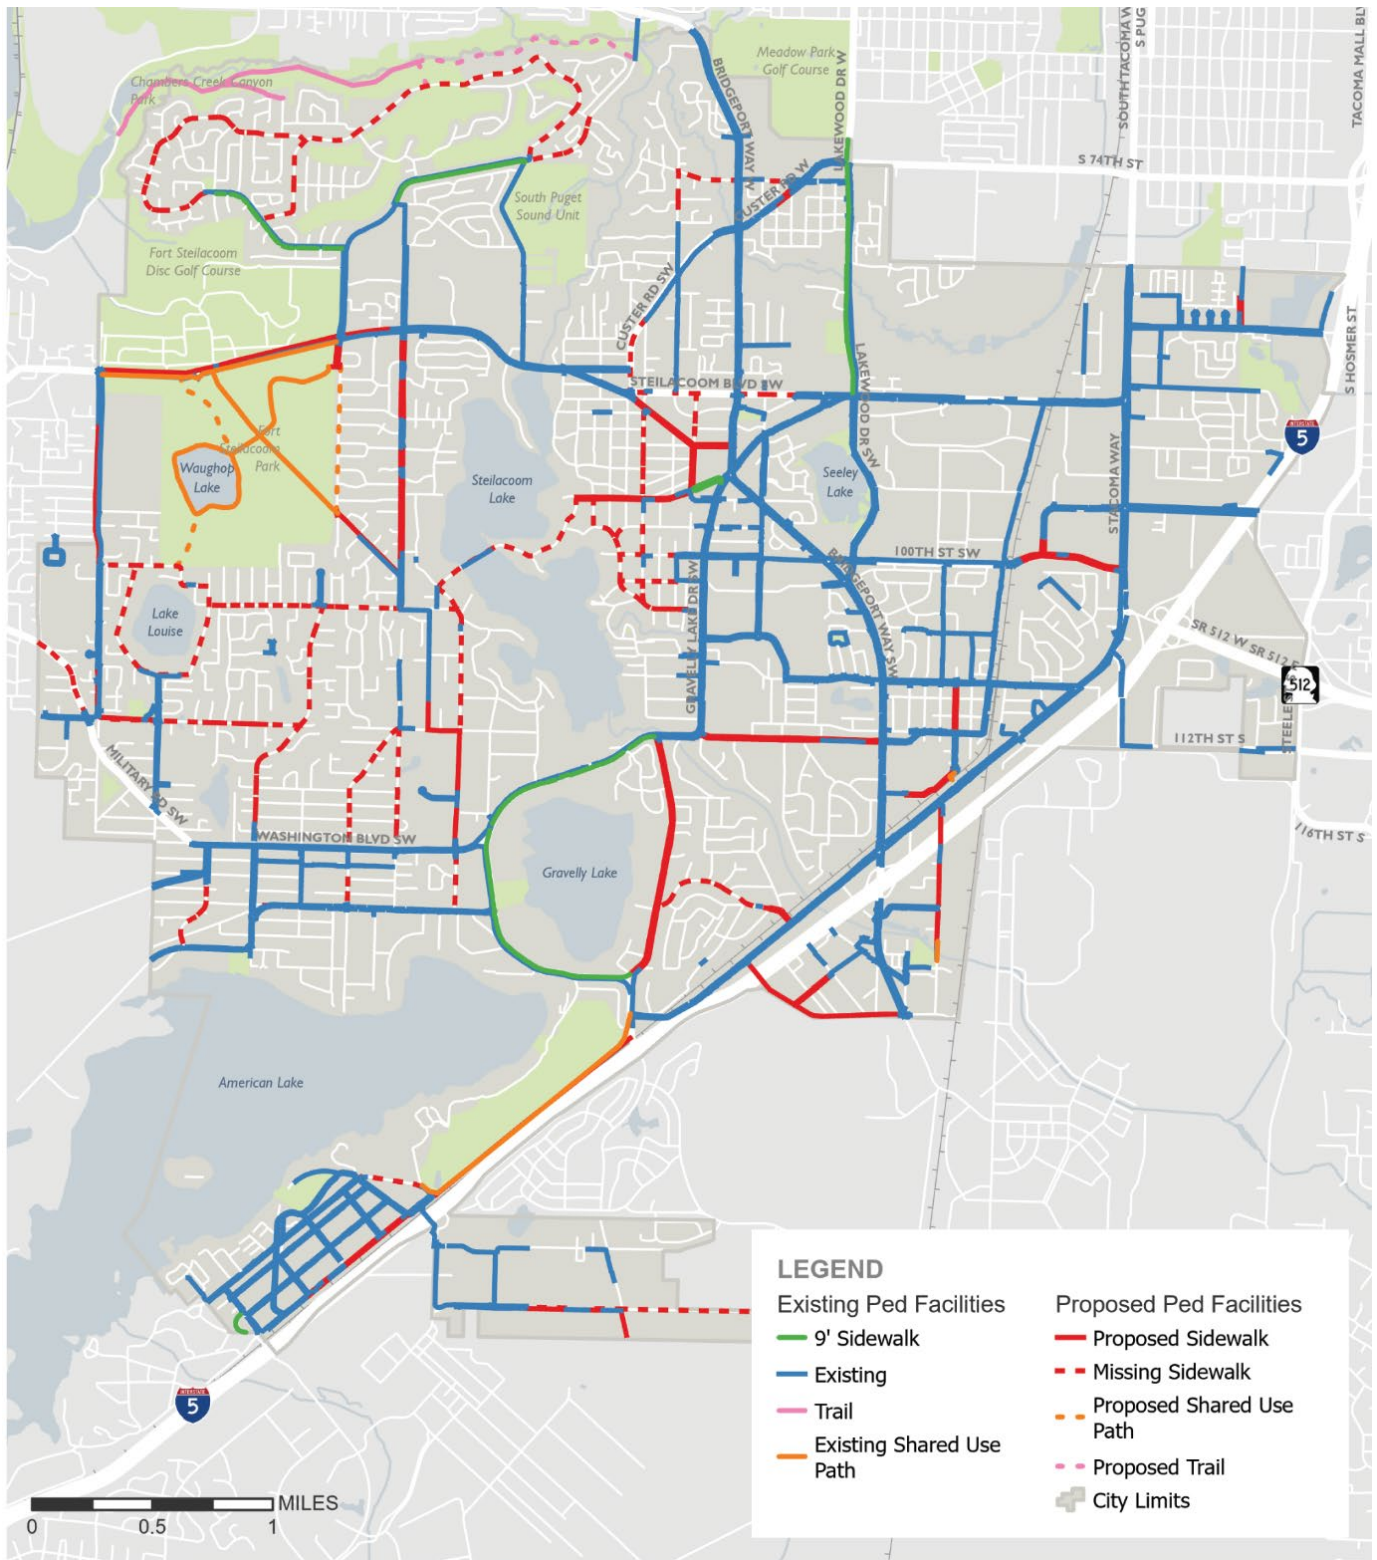 Meadow Park
Golf Course
LAKEWOOD DR W
SOUTH TACOMA W
S PUG
TACOMA MALL BLV
Chambers Creek Canyon
Park
BRIDGEPORT WAY W
S 74TH ST
CUSTER RD W
South Puget
Sound Unit
Fort Steilacoom
Disc Golf Course
CUSTER RD SW
S HOSMER ST
LAKEWOOD DR SW
STEILACOOM BLVD SW
5
Fort
Steilacoom
Park
Waughop
Lake
Steilacoom
Lake
Seeley
Lake
STACOMA WAY
100TH ST SW
BRIDGEPORT WAY SW
GRAVELLY LAKE DR SW
Lake
Louise
SR 512 W SR 512 E
512
STEELE
112TH ST S
MILITARY RD SW
116TH ST S
WASHINGTON BLVD SW
Gravelly Lake
American Lake
5
LEGEND
Existing Ped Facilities
9' Sidewalk
Existing
Trail
Existing Shared Use
Path
Proposed Ped Facilities
Proposed Sidewalk
Missing Sidewalk
Proposed Shared Use
Path
Proposed Trail
City Limits
MILES
0 0.5 1